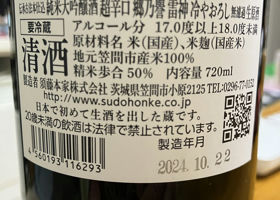 純米大吟醸酒 超辛口 郷乃誉 雷神 冷やおろし 無濾過生原酒
要冷蔵
アルコール分 17.0度以上18.0度未満
清酒
原材料名 米(国産)、米麹(国産)
地元笠間市産米100%
精米歩合 50% 内容量 720ml
製造者 須藤本家株式会社 茨城県笠間市小原2125 TEL:0296-77-0152
www.sudohonke.co.jp
日本で初めて生酒を出した蔵です。
20歳未満の飲酒は法律で禁止されています。
4560193116293
製造年月
2024.10.22